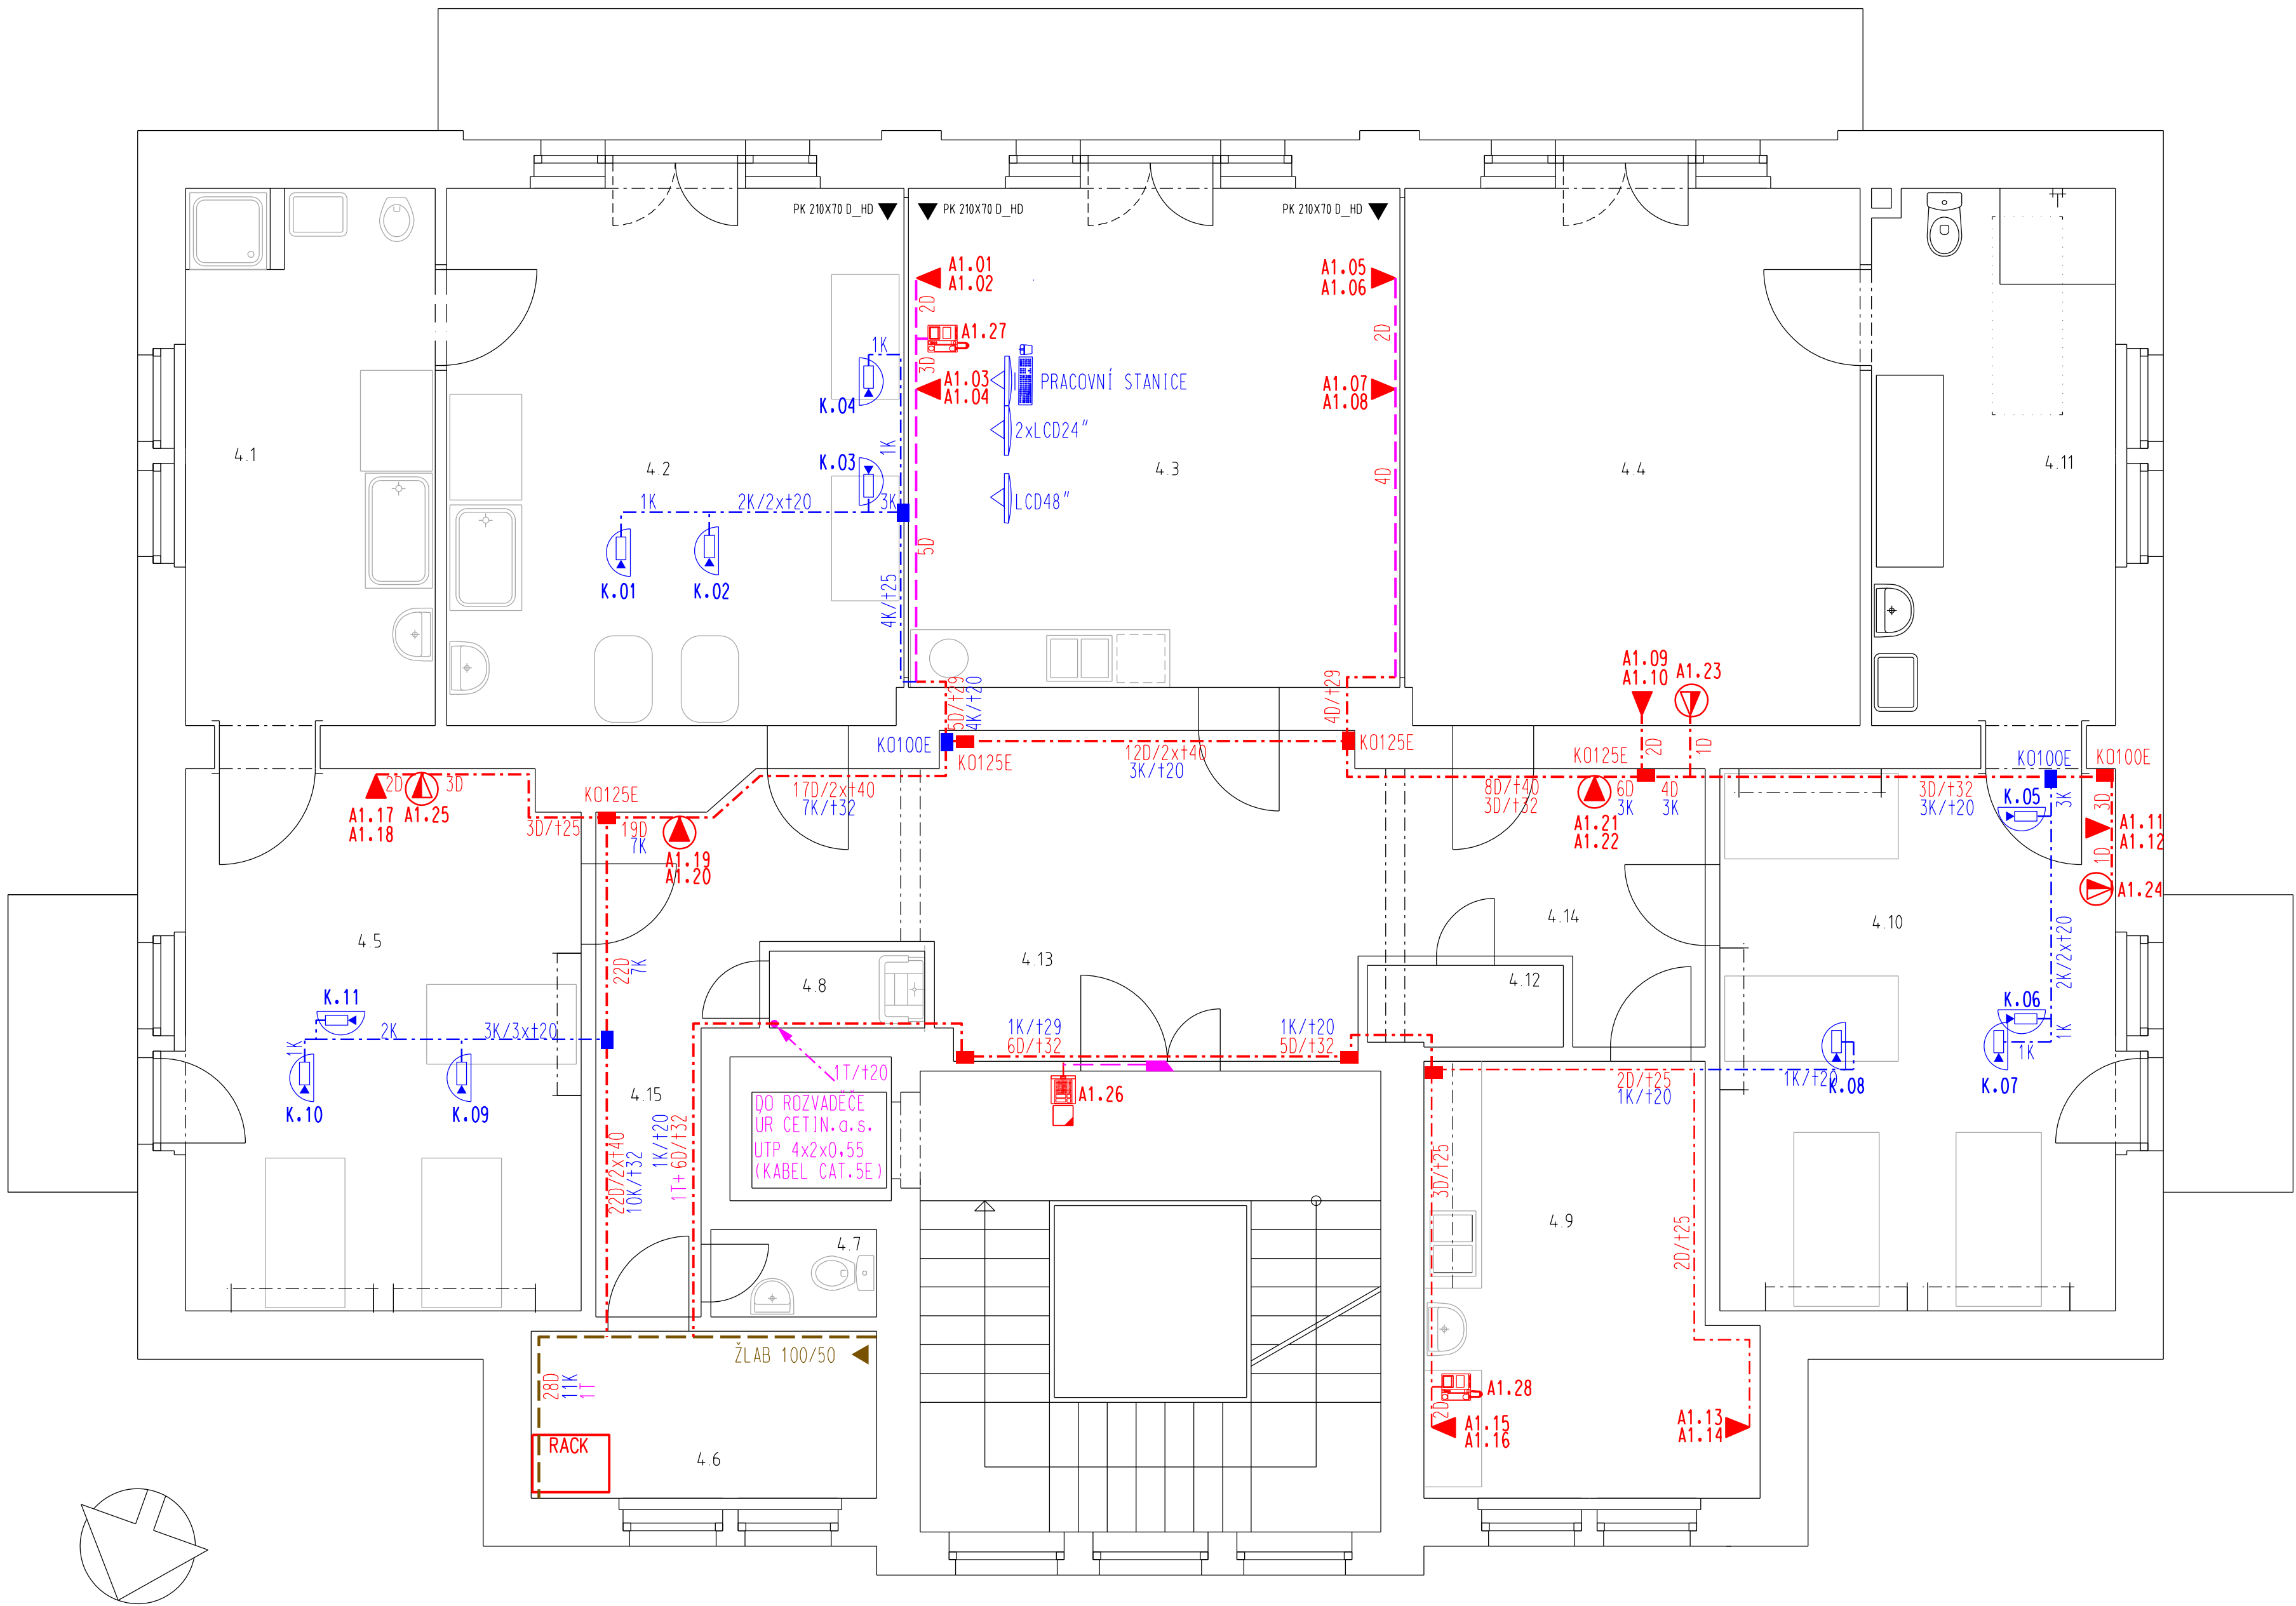 PK 210X70 D_HD
PK 210X70 D_HD
PK 210X70 D_HD
A1.01
A1.02
2D
A1.27
3D
A1.03
A1.04
A1.05
A1.06
2D
A1.07
A1.08
4D
1K
K.04
1K
K.03
3K
PRACOVNÍ STANICE
2xLCD24"
LCD48"
4.1
4.2
4.3
4.4
4.11
1K
2K/2x†20
K.01
K.02
4K/†25
5D
5D/†29
4K/†20
4D/†29
A1.09
A1.10
A1.23
2D
1D
KO100E
KO125E
12D/2x†40
3K/†20
KO125E
KO125E
KO100E
KO100E
2D
3D
A1.17
A1.18
A1.25
KO125E
3D/†25
19D
7K
A1.19
A1.20
17D/2x†40
7K/†32
8D/†40
3D/†32
6D
3K
4D
3K
A1.21
A1.22
3D/†32
3K/†20
K.05
3K
3D
A1.11
A1.12
1D
A1.24
4.5
22D
7K
4.8
4.13
4.14
4.12
4.10
2K/2x†20
K.11
2K
3K/3x†20
1K
K.10
K.09
4.15
1K/†29
6D/†32
1K/†20
5D/†32
K.06
1K
1K
K.07
1K/†20
K.08
2D/†25
1K/†20
1T/†20
DO ROZVADĚČE
ÚR CETIN.a.s.
UTP 4x2x0,55
(KABEL CAT.5E)
A1.26
22D/2x†40
10K/†32
1K/†20
1T+ 6D/†32
3D/†25
2D/†25
4.9
4.7
ŽLAB 100/50
28D
11K
1T
RACK
4.6
A1.28
2D
A1.15
A1.16
A1.13
A1.14